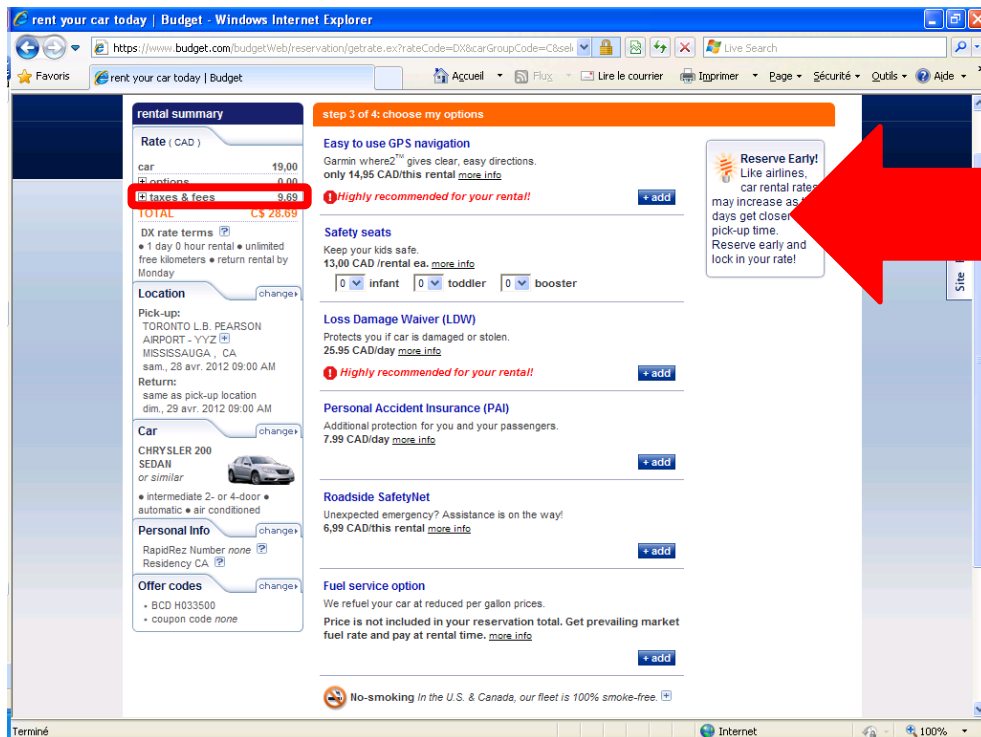 rent your car today | Budget - Windows Internet Explorer
https://www.budget.com/budgetWeb/reservation/getrate.ex?rateCode=DX&carGroupCode=C&sel
Live Search
Favoris
rent your car today | Budget
Accueil
Flux
Lire le courrier
Imprimer
Page
Sécurité
Outils
Aide
rental summary
Rate ( CAD )
car 19,00
options 0,00
taxes & fees 9,69
TOTAL C$ 28.69
DX rate terms ?
• 1 day 0 hour rental • unlimited
free kilometers • return rental by
Monday
Location change
Pick-up:
TORONTO L.B. PEARSON
AIRPORT - YYZ
MISSISSAUGA , CA
sam., 28 avr. 2012 09:00 AM
Return:
same as pick-up location
dim., 29 avr. 2012 09:00 AM
Car change
CHRYSLER 200
SEDAN
or similar
• intermediate 2- or 4-door •
automatic • air conditioned
Personal Info change
RapidRez Number none ?
Residency CA ?
Offer codes change
• BCD H033500
• coupon code none
step 3 of 4: choose my options
Easy to use GPS navigation
Garmin where2™ gives clear, easy directions.
only 14,95 CAD/this rental more info
Highly recommended for your rental!
+ add
Safety seats
Keep your kids safe.
13,00 CAD /rental ea. more info
0 infant 0 toddler 0 booster
Loss Damage Waiver (LDW)
Protects you if car is damaged or stolen.
25.95 CAD/day more info
Highly recommended for your rental!
+ add
Personal Accident Insurance (PAI)
Additional protection for you and your passengers.
7.99 CAD/day more info
+ add
Roadside SafetyNet
Unexpected emergency? Assistance is on the way!
6,99 CAD/this rental more info
+ add
Fuel service option
We refuel your car at reduced per gallon prices.
Price is not included in your reservation total. Get prevailing market
fuel rate and pay at rental time. more info
+ add
No-smoking In the U.S. & Canada, our fleet is 100% smoke-free.
Reserve Early!
Like airlines,
car rental rates
may increase as
days get closer
pick-up time.
Reserve early and
lock in your rate!
Site
Terminé
Internet
100%